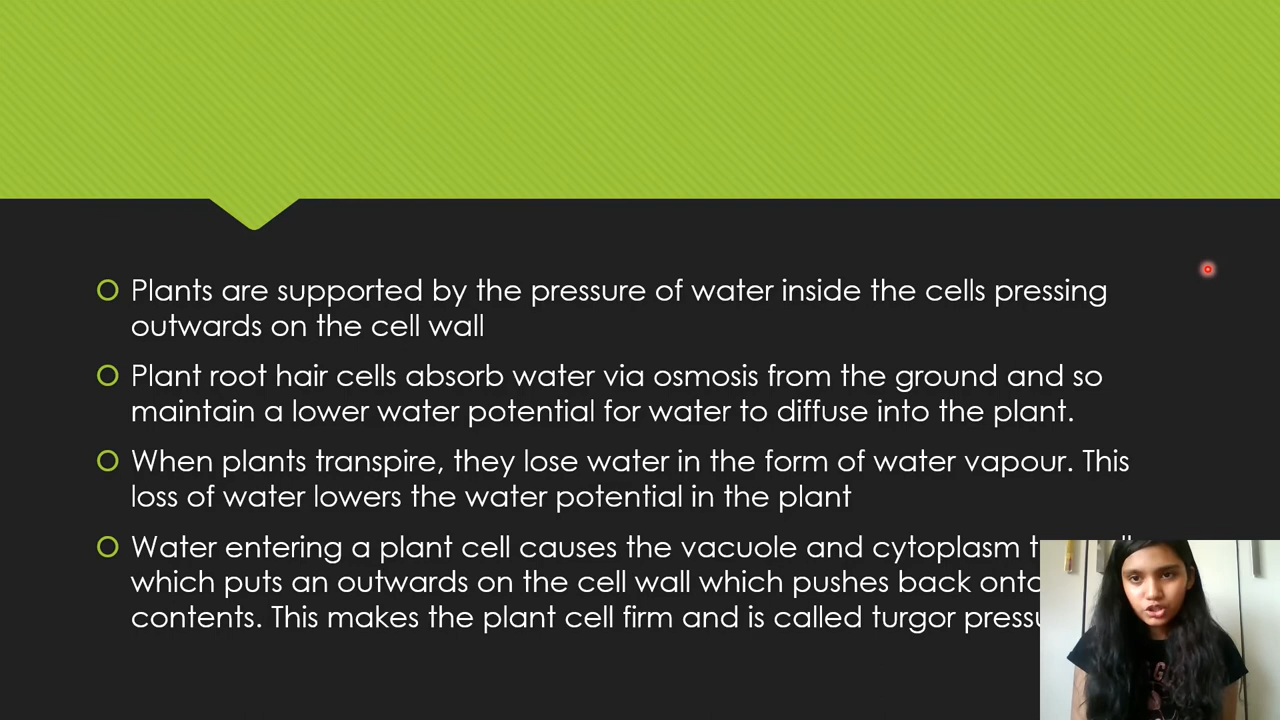 Plants are supported by the pressure of water inside the cells pressing
outwards on the cell wall
Plant root hair cells absorb water via osmosis from the ground and so
maintain a lower water potential for water to diffuse into the plant.
When plants transpire, they lose water in the form of water vapour. This
loss of water lowers the water potential in the plant
Water entering a plant cell causes the vacuole and cytoplasm
which puts an outwards on the cell wall which pushes back onto
contents. This makes the plant cell firm and is called turgor